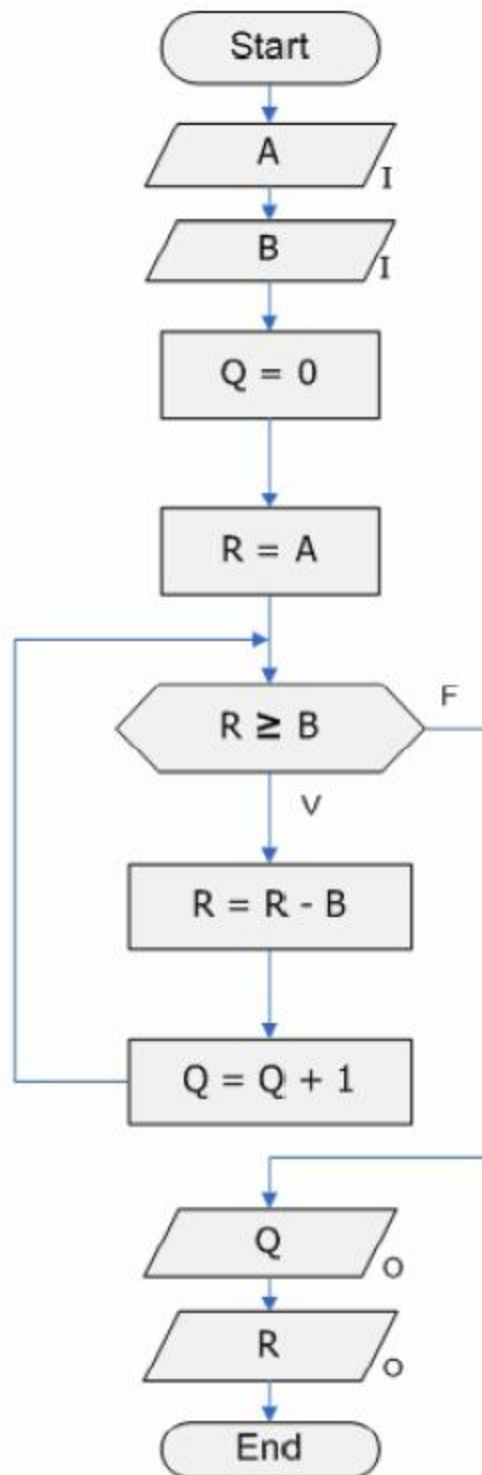 Start
A
I
B
I
Q = 0
R = A
R ≥ B
F
V
R = R - B
Q = Q + 1
Q
O
R
O
End